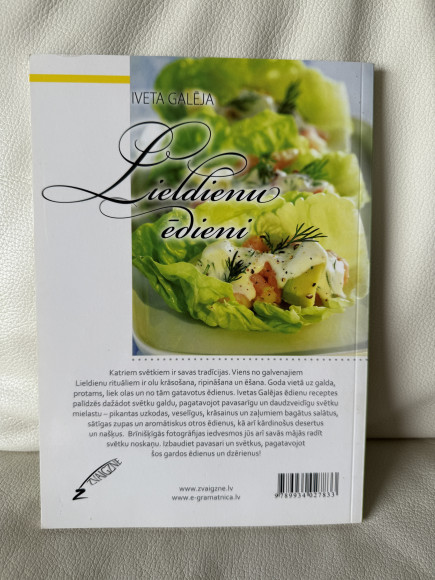 IVETA GALĒJA
Lieldienu
ēdieni
Katriem svētkiem ir savas tradīcijas. Viens no galvenajiem
Lieldienu rituāliem ir olu krāsošana, ripināšana un ēšana. Goda vietā uz galda,
protams, liek olas un no tām gatavotus ēdienus. Ivetas Galējas ēdienu receptes
palīdzēs dažādot svētku galdu, pagatavojot pavasarīgu un daudzveidīgu svētku
mielastu – pikantas uzkodas, veselīgus, krāsainus un zaļumiem bagātus salātus,
sātīgas zupas un aromātiskus otros ēdienus, kā arī kārdinošus desertus
un našķus. Brīnišķīgās fotogrāfijas iedvesmos jūs arī savās mājās radīt
svētku noskaņu. Izbaudiet pavasari un svētkus, pagatavojot
šos gardos ēdienus un dzērienus!
ZVAIGZNE
www.zvaigzne.lv
www.e-gramatnica.lv
9 789934 027833